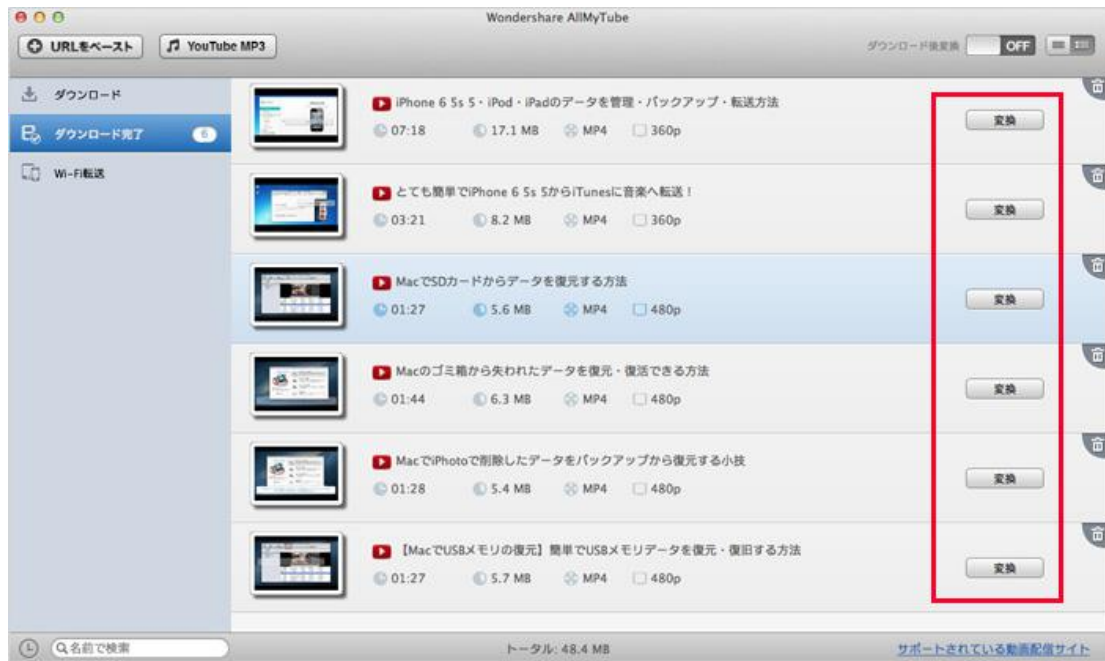 Wondershare AllMyTube
URLをペースト
YouTube MP3
ダウンロード後変換
OFF
ダウンロード
ダウンロード完了
6
Wi-Fi転送
iPhone 6 5s 5・iPod・iPadのデータを管理・バックアップ・転送方法
07:18 17.1 MB MP4 360p
変換
とても簡単でiPhone 6 5s 5からiTunesに音楽へ転送！
03:21 8.2 MB MP4 360p
変換
MacでSDカードからデータを復元する方法
01:27 5.6 MB MP4 480p
変換
Macのゴミ箱から失われたデータを復元・復活できる方法
01:44 6.3 MB MP4 480p
変換
MacでiPhotoで削除したデータをバックアップから復元する小技
01:28 5.4 MB MP4 480p
変換
【MacでUSBメモリの復元】簡単でUSBメモリデータを復元・復旧する方法
01:27 5.7 MB MP4 480p
変換
名前で検索
トータル: 48.4 MB
サポートされている動画配信サイト